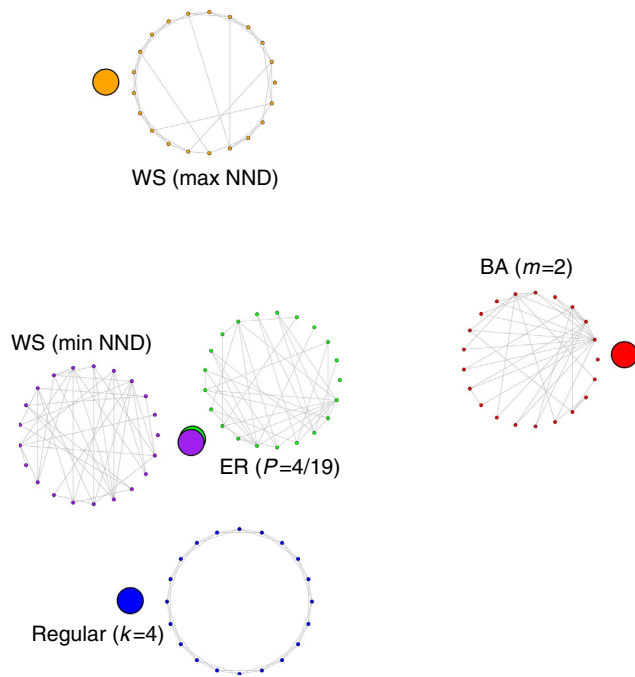 WS (max NND)
BA (m=2)
WS (min NND)
ER (P=4/19)
Regular (k=4)